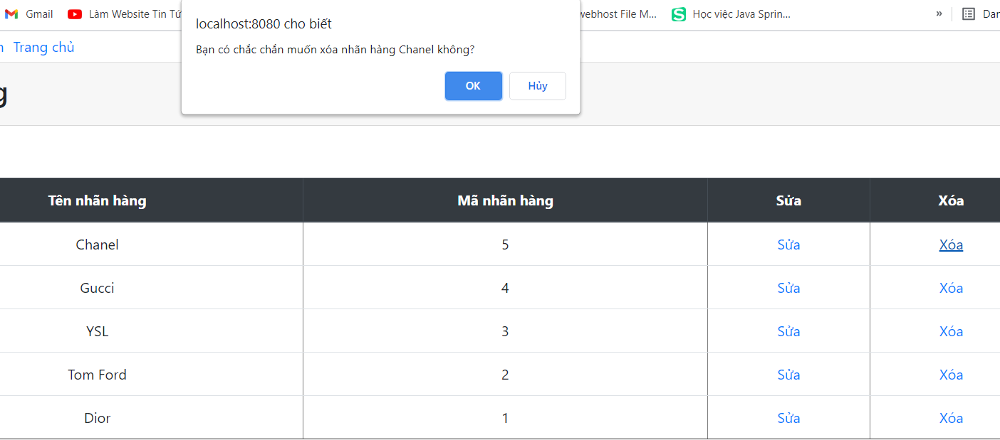 Gmail Làm Website Tin Tứ webhost File M... Học việc Java Sprin... »
localhost:8080 cho biết
Trang chủ
Bạn có chắc chắn muốn xóa nhãn hàng Chanel không?
OK Hủy
g
Tên nhãn hàng Mã nhãn hàng Sửa Xóa
Chanel 5 Sửa Xóa
Gucci 4 Sửa Xóa
YSL 3 Sửa Xóa
Tom Ford 2 Sửa Xóa
Dior 1 Sửa Xóa